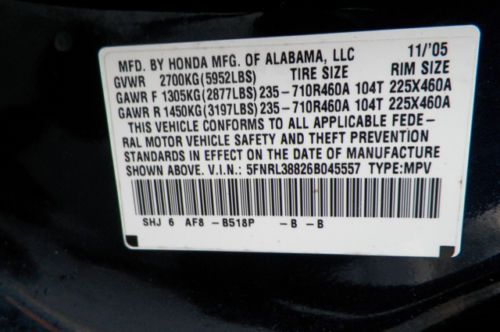 MFD. BY HONDA MFG. OF ALABAMA, LLC 11/'05
GVWR 2700KG(5952LBS) TIRE SIZE RIM SIZE
GAWR F 1305KG(2877LBS) 235-710R460A 104T 225X460A
GAWR R 1450KG(3197LBS) 235-710R460A 104T 225X460A
THIS VEHICLE CONFORMS TO ALL APPLICABLE FEDE-
RAL MOTOR VEHICLE SAFETY AND THEFT PREVENTION
STANDARDS IN EFFECT ON THE DATE OF MANUFACTURE
SHOWN ABOVE. V.I.N.: 5FNRL38826B045557 TYPE:MPV
SHJ 6 AF8 -B518P -B -B